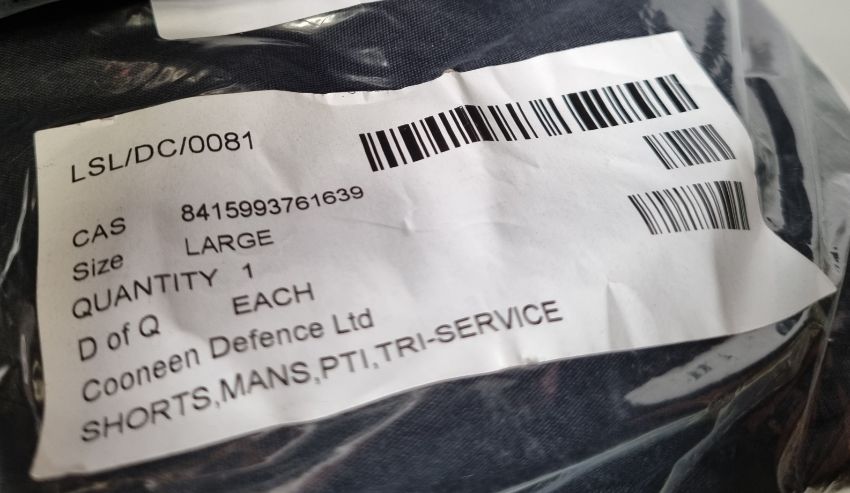 LSL/DC/0081
CAS 8415993761639
Size LARGE
QUANTITY 1
D of Q EACH
Cooneen Defence Ltd
SHORTS,MANS,PTI,TRI-SERVICE